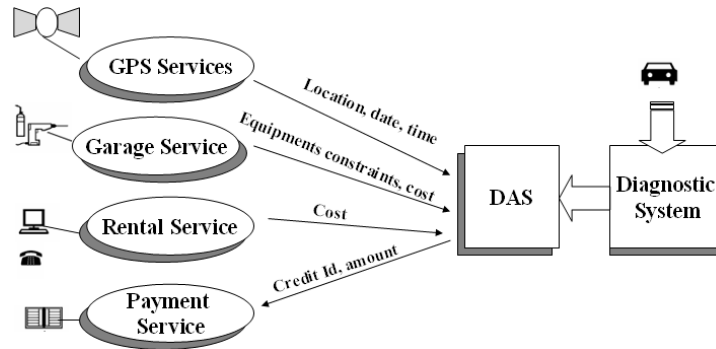 GPS Services
Location, date, time
Garage Service
Equipments constraints, cost
DAS
Diagnostic
System
Rental Service
Cost
Credit Id, amount
Payment
Service